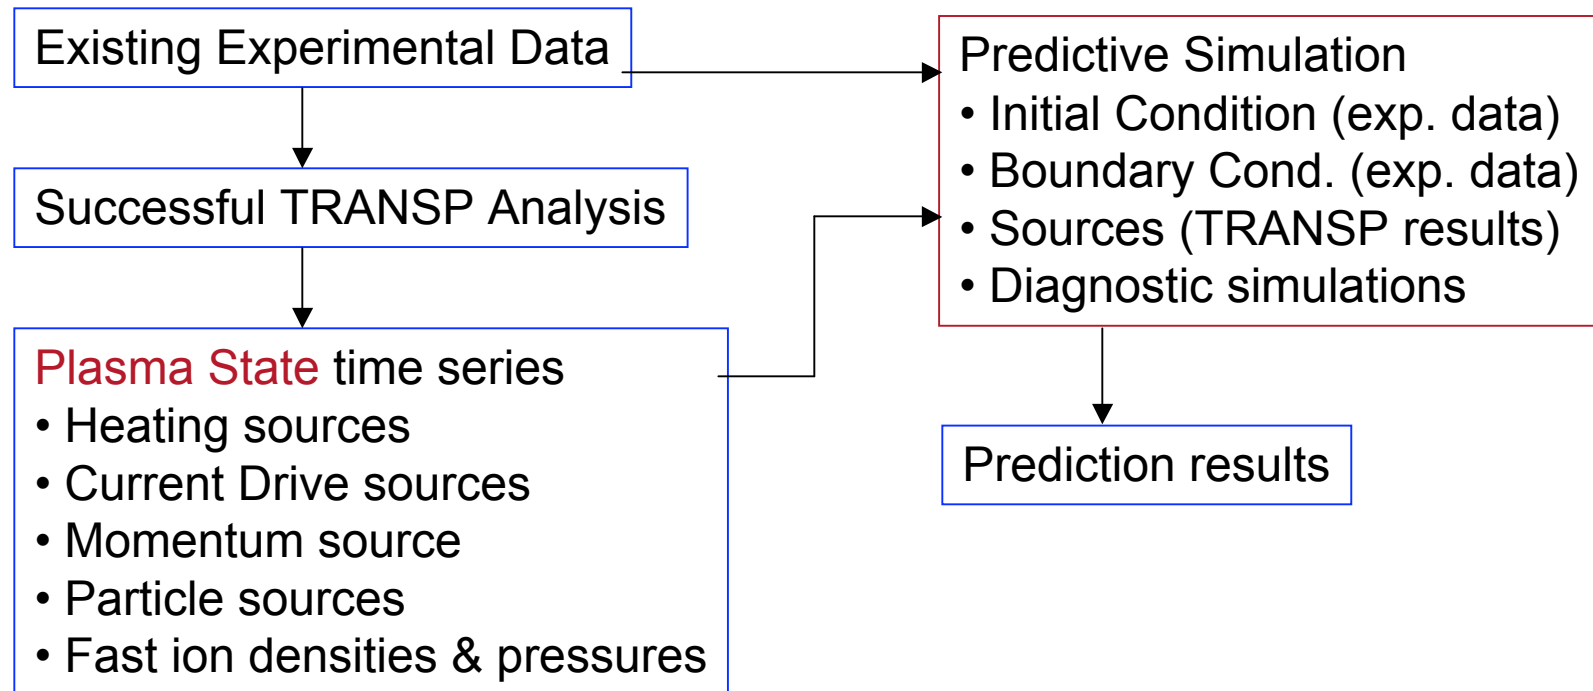 Existing Experimental Data
Successful TRANSP Analysis
Plasma State time series
• Heating sources
• Current Drive sources
• Momentum source
• Particle sources
• Fast ion densities & pressures
Predictive Simulation
• Initial Condition (exp. data)
• Boundary Cond. (exp. data)
• Sources (TRANSP results)
• Diagnostic simulations
Prediction results